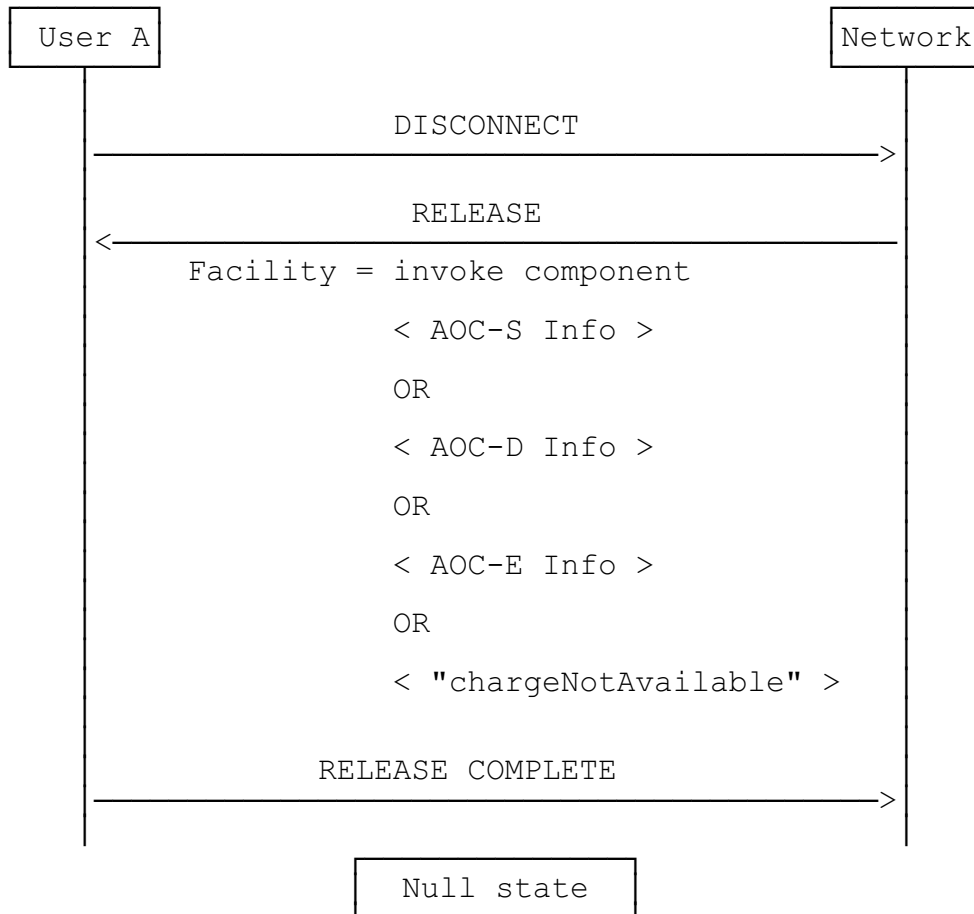 User A
Network
DISCONNECT
RELEASE
Facility = invoke component
< AOC-S Info >
OR
< AOC-D Info >
OR
< AOC-E Info >
OR
< "chargeNotAvailable" >
RELEASE COMPLETE
Null state